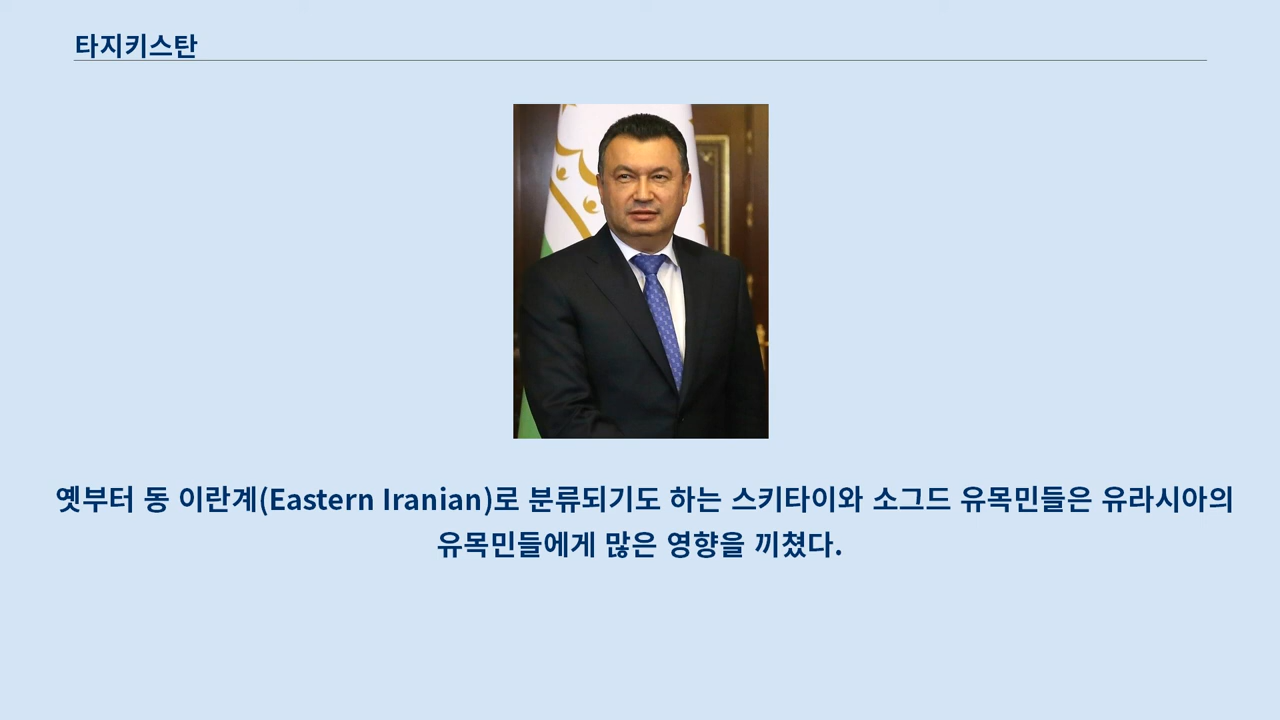 타지키스탄
옛부터 동 이란계(Eastern Iranian)로 분류되기도 하는 스키타이와 소그드 유목민들은 유라시아의
유목민들에게 많은 영향을 끼쳤다.